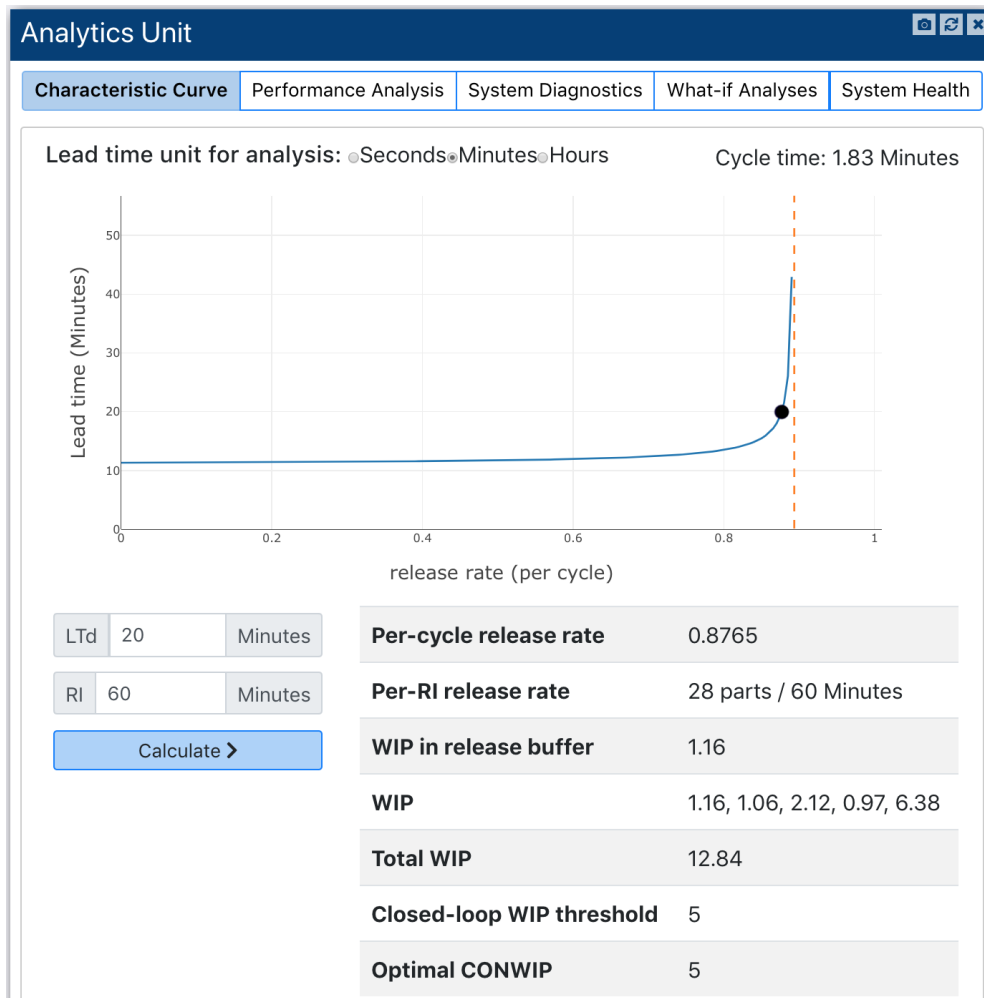 Analytics Unit
Characteristic Curve Performance Analysis System Diagnostics What-if Analyses System Health
Lead time unit for analysis: Seconds Minutes Hours
Cycle time: 1.83 Minutes
50
40
30
20
10
0
Lead time (Minutes)
0 0.2 0.4 0.6 0.8 1
release rate (per cycle)
LTd 20 Minutes
RI 60 Minutes
Calculate
Per-cycle release rate 0.8765
Per-RI release rate 28 parts / 60 Minutes
WIP in release buffer 1.16
WIP 1.16, 1.06, 2.12, 0.97, 6.38
Total WIP 12.84
Closed-loop WIP threshold 5
Optimal CONWIP 5